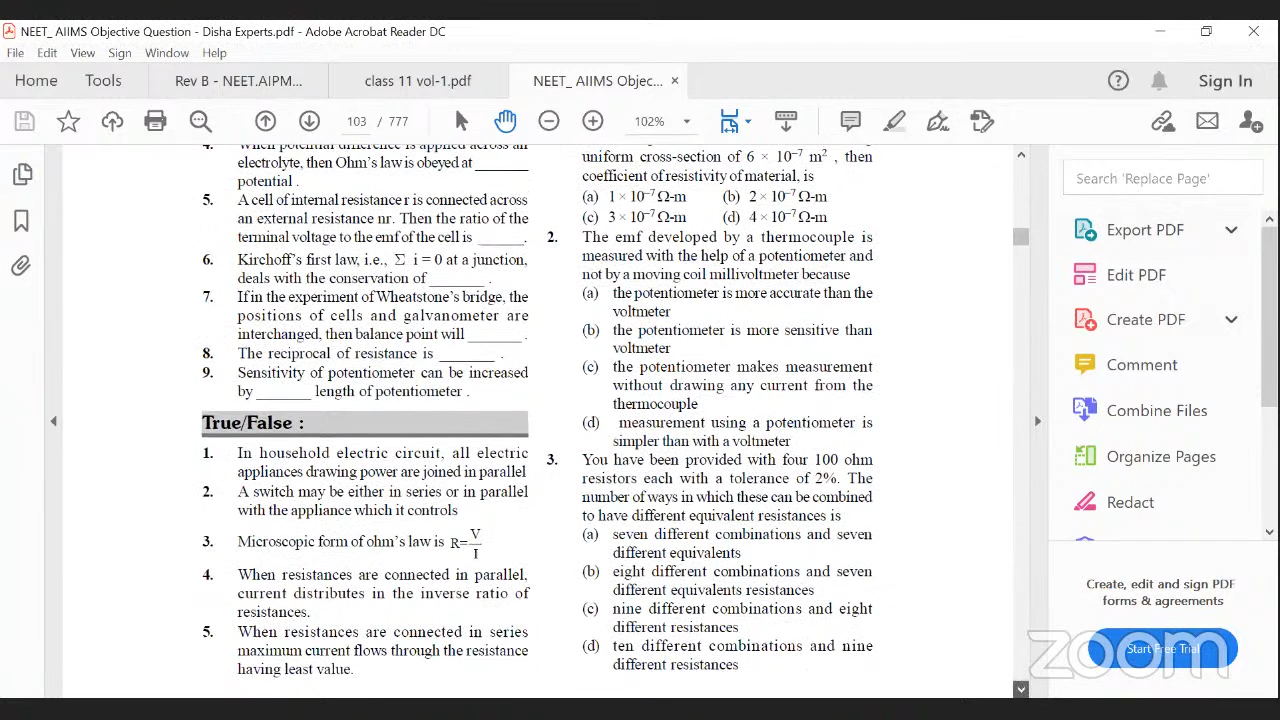 NEET_ AIIMS Objective Question - Disha Experts.pdf - Adobe Acrobat Reader DC
File Edit View Sign Window Help
Home Tools Rev B - NEET.AIPM... class 11 vol-1.pdf NEET_ AIIMS Objec... × Sign In
103 / 777 102%
4. When potential difference is applied across an
electrolyte, then Ohm's law is obeyed at _______
potential .
5. A cell of internal resistance r is connected across
an external resistance nr. Then the ratio of the
terminal voltage to the emf of the cell is ______.
6. Kirchoff's first law, i.e., Σ i = 0 at a junction,
deals with the conservation of _______ .
7. If in the experiment of Wheatstone's bridge, the
positions of cells and galvanometer are
interchanged, then balance point will _______ .
8. The reciprocal of resistance is _______ .
9. Sensitivity of potentiometer can be increased
by _______ length of potentiometer .
True/False :
1. In household electric circuit, all electric
appliances drawing power are joined in parallel
2. A switch may be either in series or in parallel
with the appliance which it controls
3. Microscopic form of ohm's law is R=V/I
4. When resistances are connected in parallel,
current distributes in the inverse ratio of
resistances.
5. When resistances are connected in series
maximum current flows through the resistance
having least value.
uniform cross-section of 6 × 10⁻⁷ m² , then
coefficient of resistivity of material, is
(a) 1 × 10⁻⁷ Ω-m (b) 2 × 10⁻⁷ Ω-m
(c) 3 × 10⁻⁷ Ω-m (d) 4 × 10⁻⁷ Ω-m
2. The emf developed by a thermocouple is
measured with the help of a potentiometer and
not by a moving coil millivoltmeter because
(a) the potentiometer is more accurate than the
voltmeter
(b) the potentiometer is more sensitive than
voltmeter
(c) the potentiometer makes measurement
without drawing any current from the
thermocouple
(d) measurement using a potentiometer is
simpler than with a voltmeter
3. You have been provided with four 100 ohm
resistors each with a tolerance of 2%. The
number of ways in which these can be combined
to have different equivalent resistances is
(a) seven different combinations and seven
different equivalents
(b) eight different combinations and seven
different equivalents resistances
(c) nine different combinations and eight
different resistances
(d) ten different combinations and nine
different resistances
Search 'Replace Page'
Export PDF
Edit PDF
Create PDF
Comment
Combine Files
Organize Pages
Redact
Create, edit and sign PDF
forms & agreements
Start Free Trial
zoom